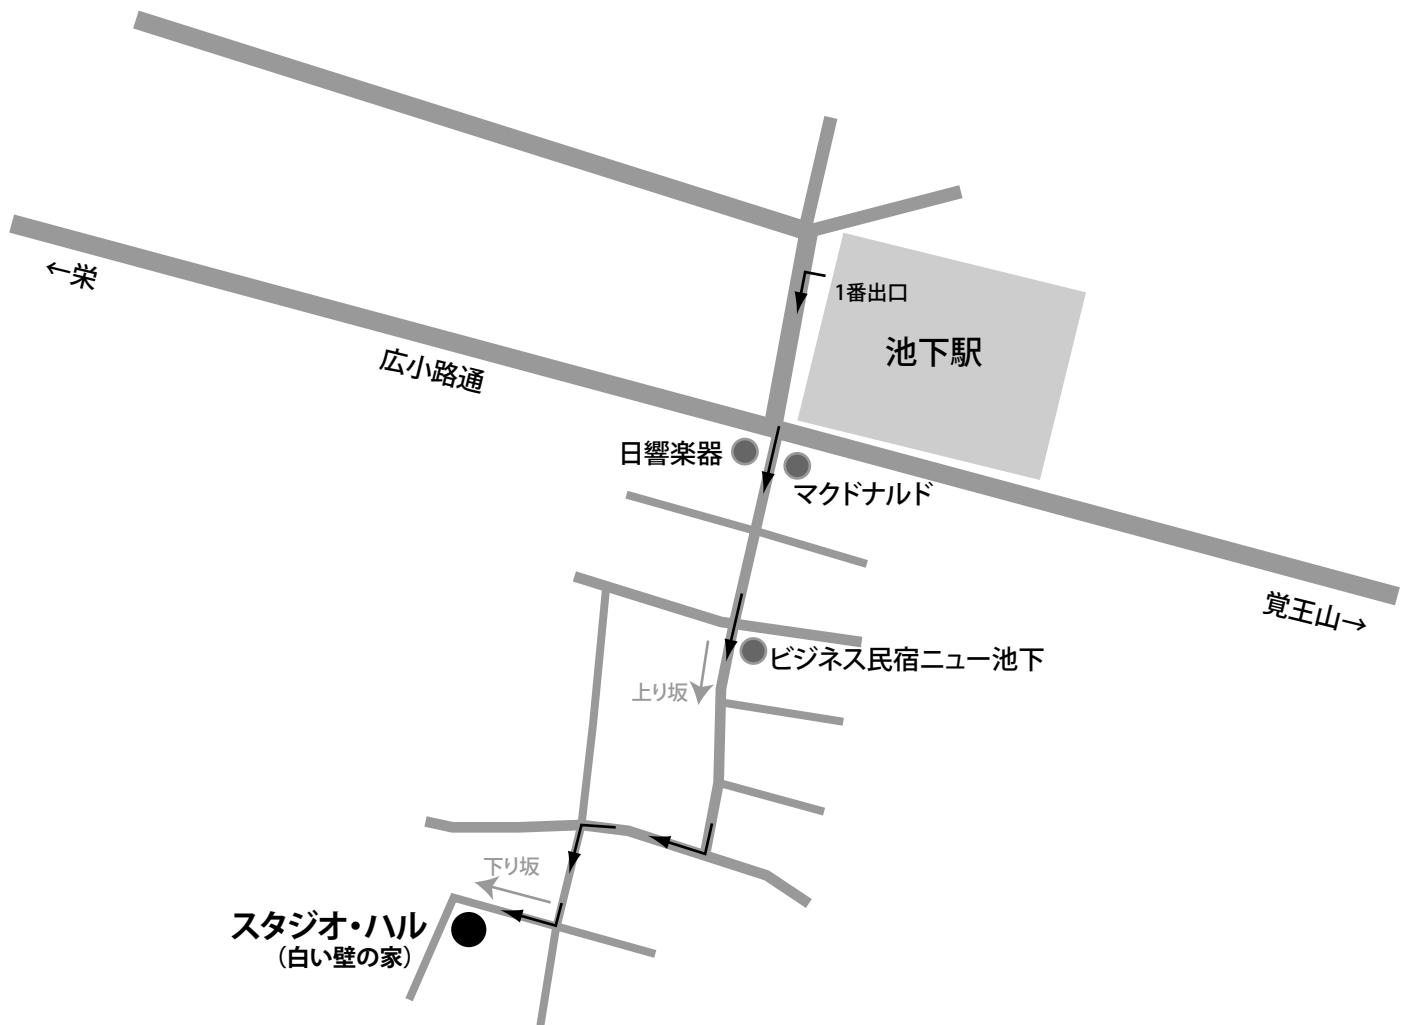 ←栄
1番出口
池下駅
広小路通
日響楽器
マクドナルド
覚王山→
ビジネス民宿ニュー池下
上り坂
下り坂
スタジオ・ハル
(白い壁の家)